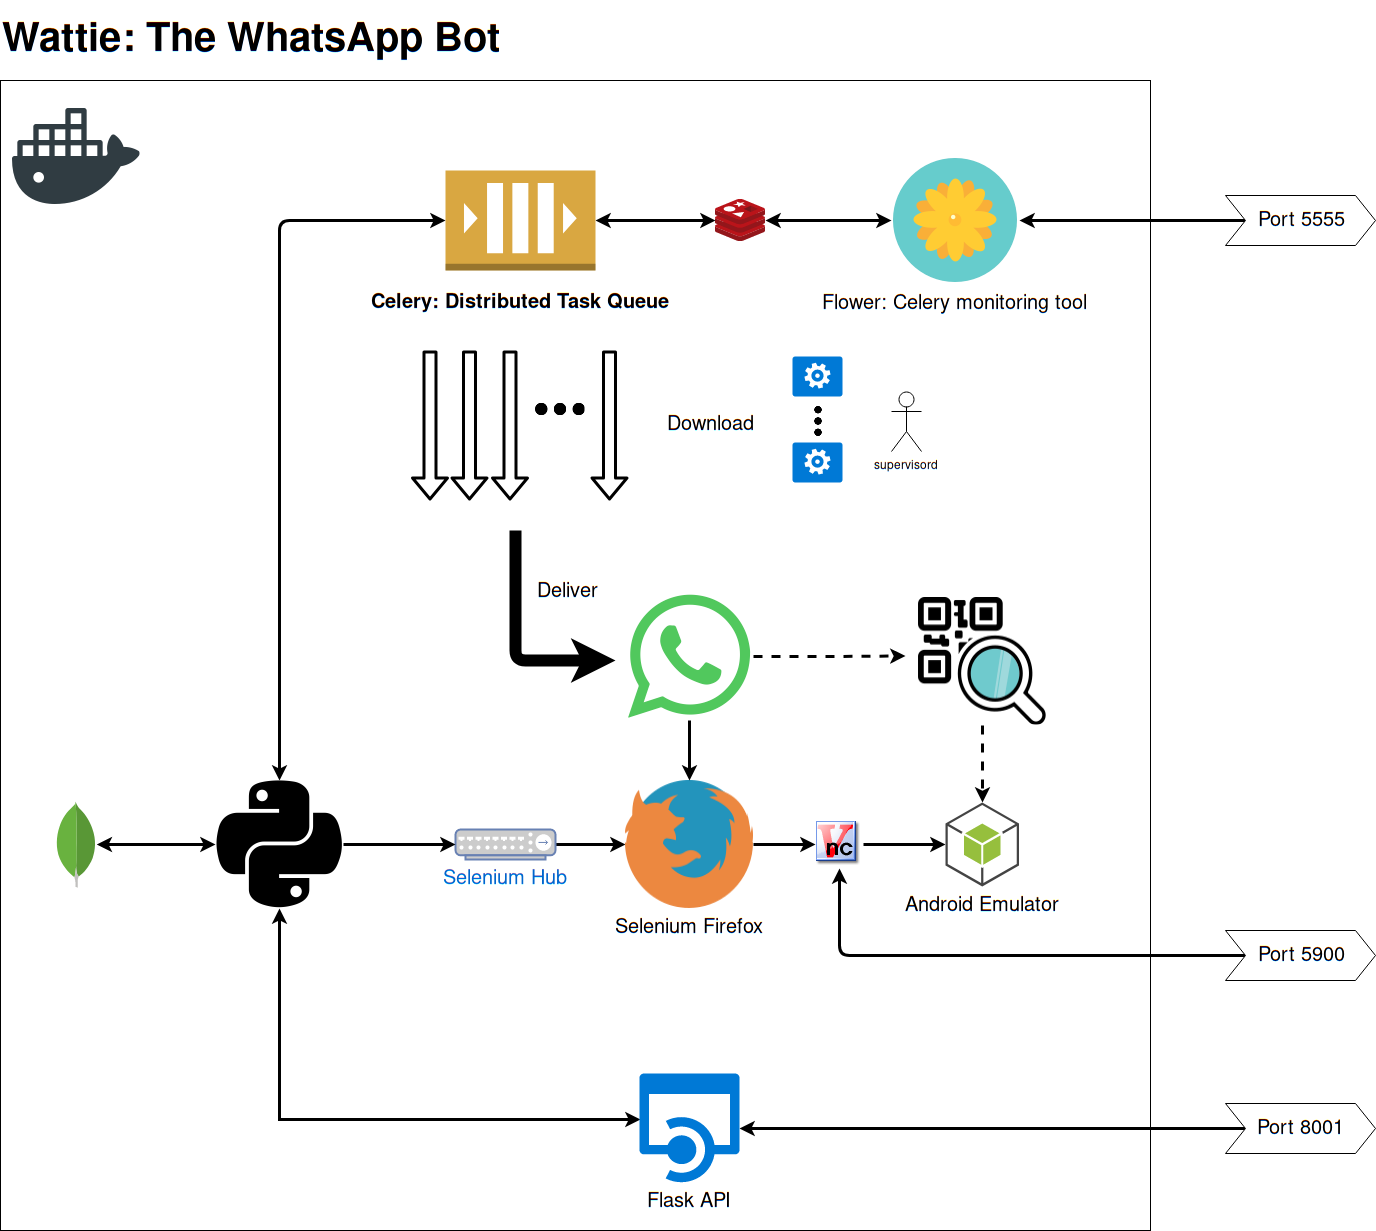 Wattie: The WhatsApp Bot
Port 5555
Celery: Distributed Task Queue
Flower: Celery monitoring tool
Download
supervisord
Deliver
Vnc
Selenium Hub
Selenium Firefox
Android Emulator
Port 5900
Port 8001
Flask API